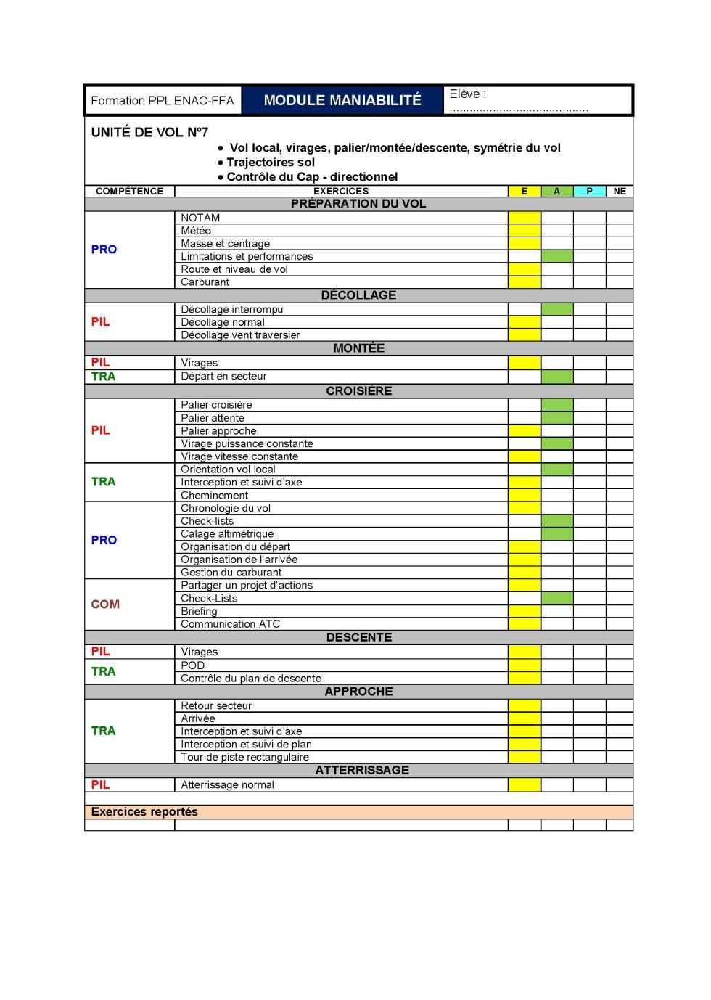 Formation PPL ENAC-FFA MODULE MANIABILITÉ Elève :
..........................................
UNITÉ DE VOL Nº7
• Vol local, virages, palier/montée/descente, symétrie du vol
• Trajectoires sol
• Contrôle du Cap - directionnel
COMPÉTENCE EXERCICES E A P NE
PRÉPARATION DU VOL
PRO
NOTAM
Météo
Masse et centrage
Limitations et performances
Route et niveau de vol
Carburant
DÉCOLLAGE
PIL
Décollage interrompu
Décollage normal
Décollage vent traversier
MONTÉE
PIL Virages
TRA Départ en secteur
CROISIÈRE
PIL
Palier croisière
Palier attente
Palier approche
Virage puissance constante
Virage vitesse constante
TRA
Orientation vol local
Interception et suivi d'axe
Cheminement
PRO
Chronologie du vol
Check-lists
Calage altimétrique
Organisation du départ
Organisation de l'arrivée
Gestion du carburant
COM
Partager un projet d'actions
Check-Lists
Briefing
Communication ATC
DESCENTE
PIL Virages
TRA
POD
Contrôle du plan de descente
APPROCHE
TRA
Retour secteur
Arrivée
Interception et suivi d'axe
Interception et suivi de plan
Tour de piste rectangulaire
ATTERRISSAGE
PIL Atterrissage normal
Exercices reportés